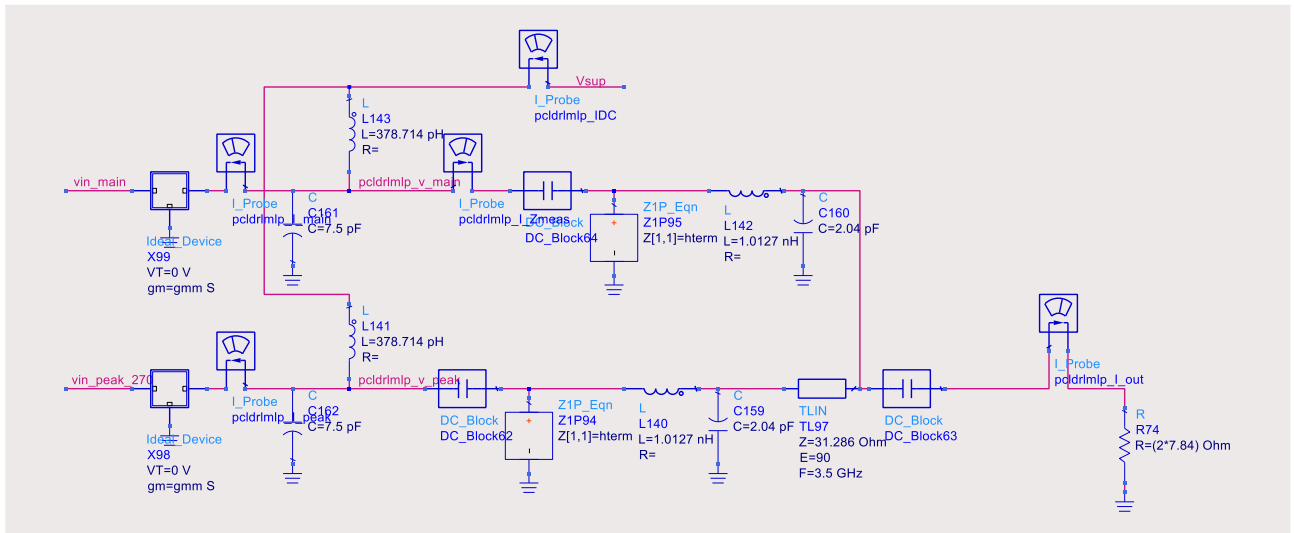 Vsup
I_Probe
pcldrlmlp_IDC
L
L143
L=378.714 pH
R=
vin_main
I_Probe
pcldrlmlp_I_main
C
C161
C=7.5 pF
pcldrlmlp_v_main
I_Probe
pcldrlmlp_I_Zmeas
DC_Block
DC_Block64
Z1P_Eqn
Z1P95
Z[1,1]=hterm
L
L142
L=1.0127 nH
R=
C
C160
C=2.04 pF
Ideal_Device
X99
VT=0 V
gm=gmm S
L
L141
L=378.714 pH
R=
vin_peak_270
I_Probe
pcldrlmlp_I_peak
C
C162
C=7.5 pF
pcldrlmlp_v_peak
DC_Block
DC_Block62
Z1P_Eqn
Z1P94
Z[1,1]=hterm
L
L140
L=1.0127 nH
R=
C
C159
C=2.04 pF
TLIN
TL97
Z=31.286 Ohm
E=90
F=3.5 GHz
DC_Block
DC_Block63
I_Probe
pcldrlmlp_I_out
R
R74
R=(2*7.84) Ohm
Ideal_Device
X98
VT=0 V
gm=gmm S